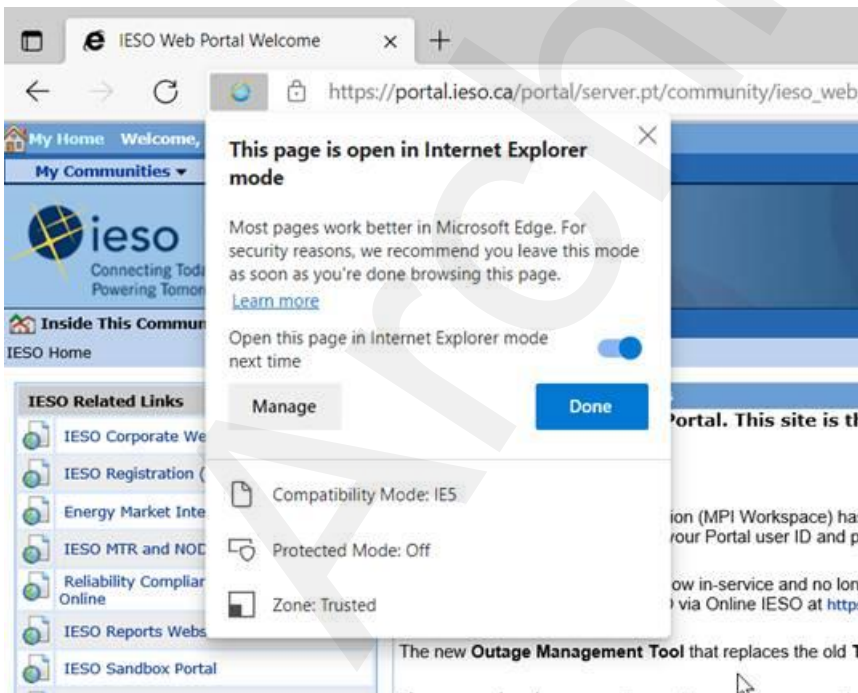 IESO Web Portal Welcome
https://portal.ieso.ca/portal/server.pt/community/ieso_web
My Home Welcome,
My Communities
ieso
Connecting Toda
Powering Tomor
Inside This Commun
IESO Home
This page is open in Internet Explorer
mode
Most pages work better in Microsoft Edge. For
security reasons, we recommend you leave this mode
as soon as you're done browsing this page.
Learn more
Open this page in Internet Explorer mode
next time
Manage
Done
Compatibility Mode: IE5
Protected Mode: Off
Zone: Trusted
IESO Related Links
IESO Corporate We
IESO Registration (
Energy Market Inte
IESO MTR and NOD
Reliability Complian
Online
IESO Reports Webs
IESO Sandbox Portal
Portal. This site is th
ion (MPI Workspace) ha
your Portal user ID and p
ow in-service and no lon
via Online IESO at http
The new Outage Management Tool that replaces the old T